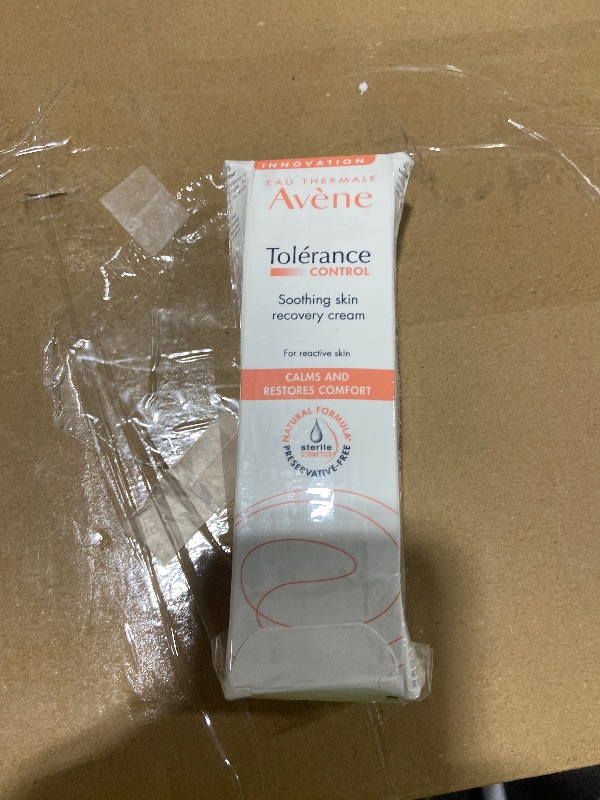 INNOVATION
EAU THERMALE
Avène
Tolérance
CONTROL
Soothing skin
recovery cream
For reactive skin
CALMS AND
RESTORES COMFORT
NATURAL FORMULA*
sterile
COSMETICS
PRESERVATIVE-FREE